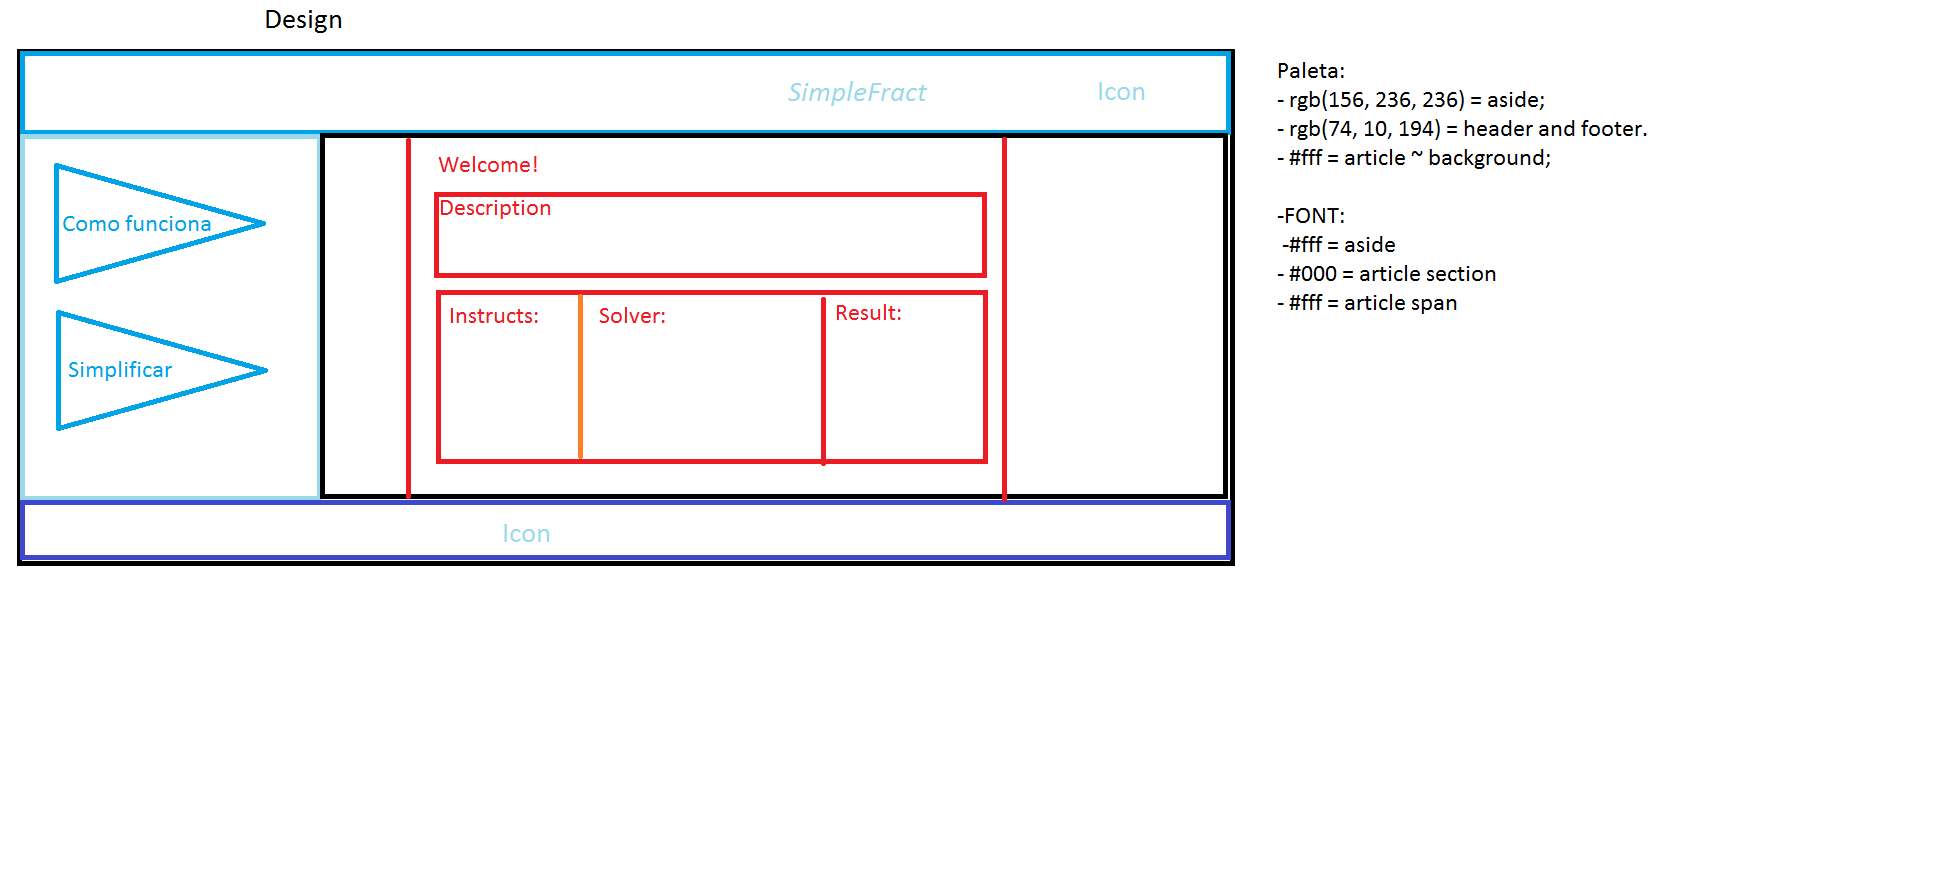 Design
SimpleFract
Icon
Como funciona
Simplificar
Welcome!
Description
Instructs:
Solver:
Result:
Icon
Paleta:
- rgb(156, 236, 236) = aside;
- rgb(74, 10, 194) = header and footer.
- #fff = article ~ background;
-FONT:
-#fff = aside
- #000 = article section
- #fff = article span